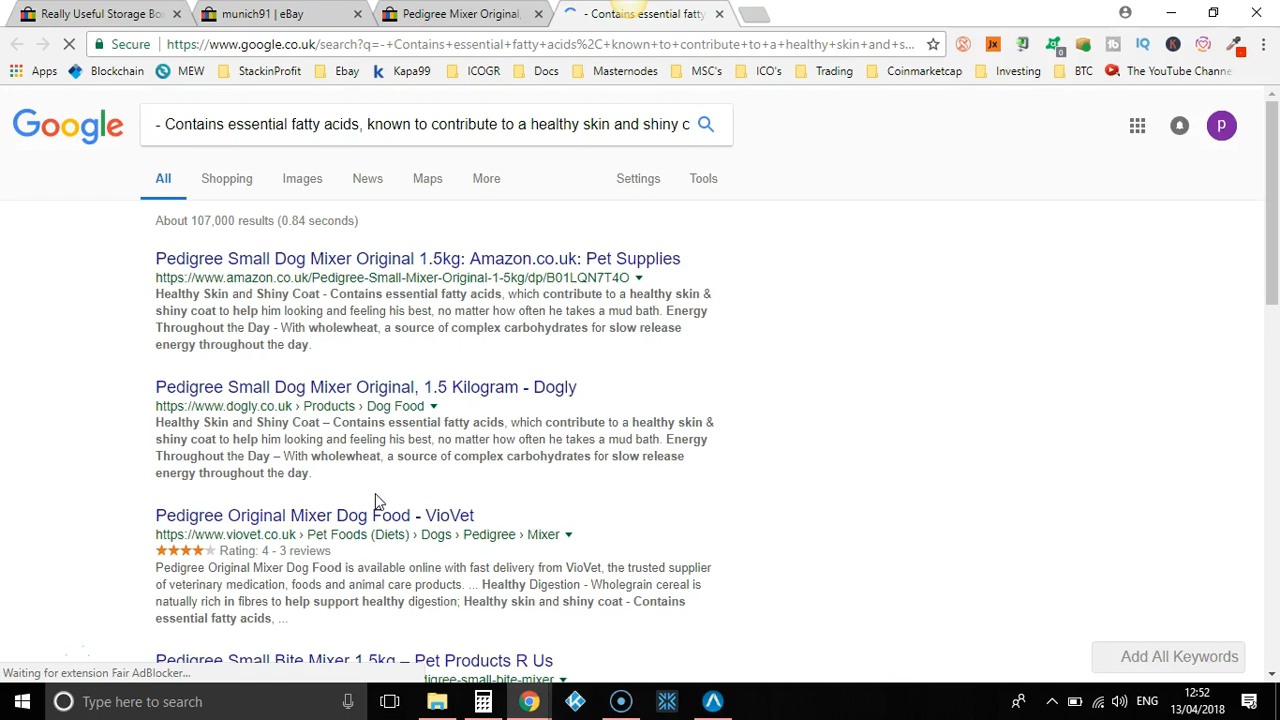 Really Useful Storage Bo
munich91 | eBay
Pedigree Mixer Original,
- Contains essential fatty
Secure
https://www.google.co.uk/search?q=-+Contains+essential+fatty+acids%2C+known+to+contribute+to+a+healthy+skin+and+s...
Apps
Blockchain
MEW
StackinProfit
Ebay
Kapa99
ICOGR
Docs
Masternodes
MSC's
ICO's
Trading
Coinmarketcap
Investing
BTC
The YouTube Channe
Google
- Contains essential fatty acids, known to contribute to a healthy skin and shiny c
P
All
Shopping
Images
News
Maps
More
Settings
Tools
About 107,000 results (0.84 seconds)
Pedigree Small Dog Mixer Original 1.5kg: Amazon.co.uk: Pet Supplies
https://www.amazon.co.uk/Pedigree-Small-Mixer-Original-1-5kg/dp/B01LQN7T4O
Healthy Skin and Shiny Coat - Contains essential fatty acids, which contribute to a healthy skin &
shiny coat to help him looking and feeling his best, no matter how often he takes a mud bath. Energy
Throughout the Day - With wholewheat, a source of complex carbohydrates for slow release
energy throughout the day.
Pedigree Small Dog Mixer Original, 1.5 Kilogram - Dogly
https://www.dogly.co.uk › Products › Dog Food
Healthy Skin and Shiny Coat – Contains essential fatty acids, which contribute to a healthy skin &
shiny coat to help him looking and feeling his best, no matter how often he takes a mud bath. Energy
Throughout the Day – With wholewheat, a source of complex carbohydrates for slow release
energy throughout the day.
Pedigree Original Mixer Dog Food - VioVet
https://www.viovet.co.uk › Pet Foods (Diets) › Dogs › Pedigree › Mixer
Rating: 4 - 3 reviews
Pedigree Original Mixer Dog Food is available online with fast delivery from VioVet, the trusted supplier
of veterinary medication, foods and animal care products. ... Healthy Digestion - Wholegrain cereal is
natually rich in fibres to help support healthy digestion; Healthy skin and shiny coat - Contains
essential fatty acids, ...
Pedigree Small Bite Mixer 1.5kg – Pet Products R Us
igree-small-bite-mixer
Add All Keywords
Waiting for extension Fair AdBlocker...
Type here to search
ENG
12:52
13/04/2018